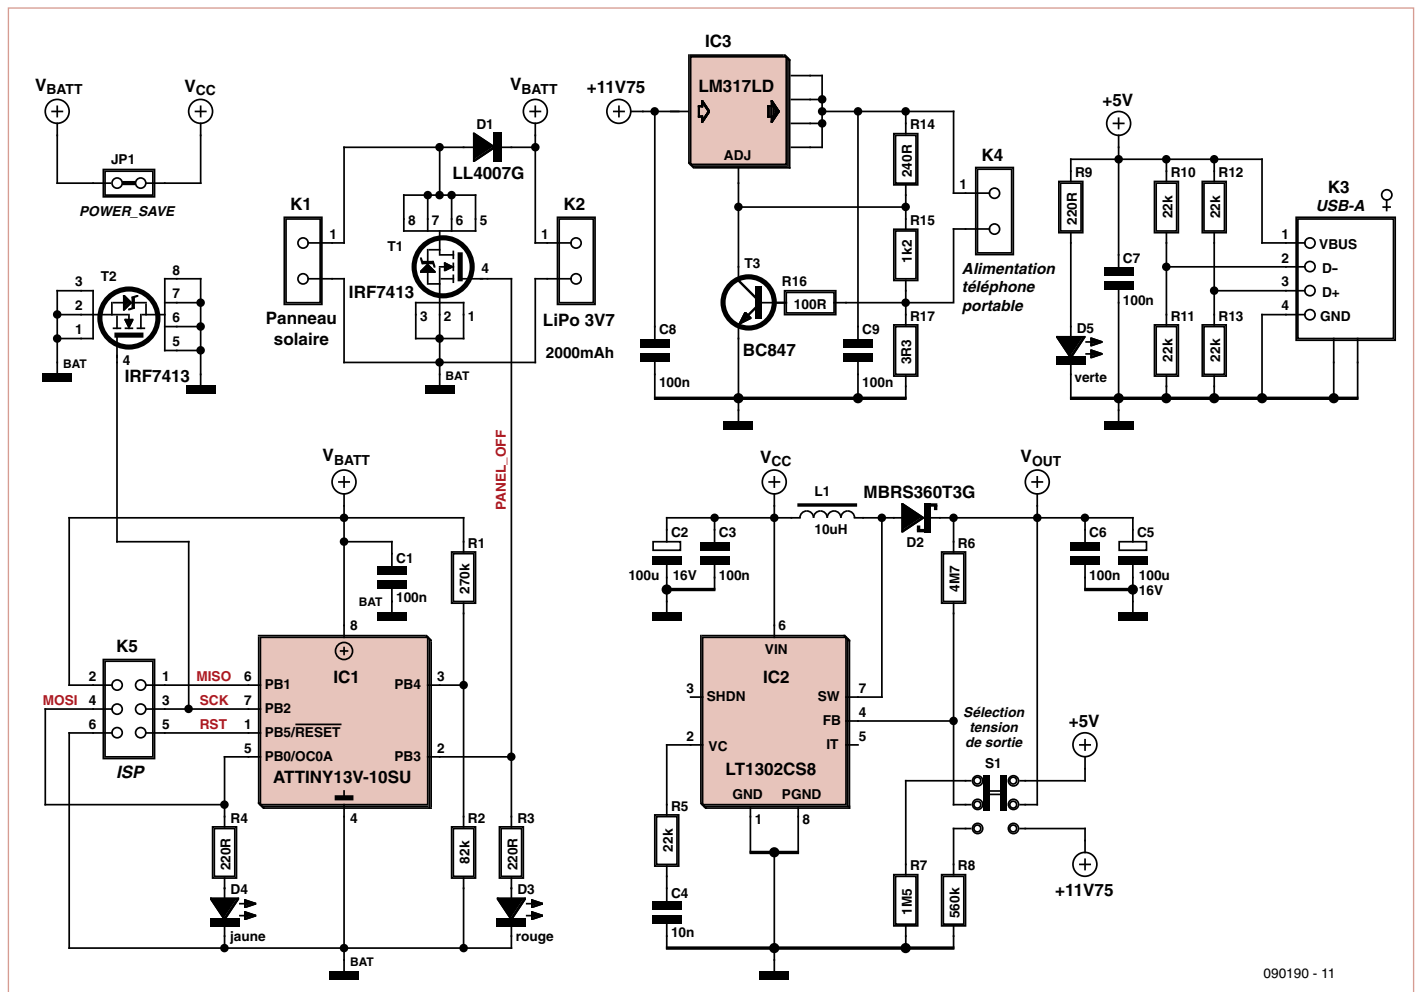 VBATT
VCC
JP1
POWER_SAVE
T2
3
2
1
8
7
6
5
4
BAT
IRF7413
VBATT
D1
LL4007G
K1
1
2
Panneau
solaire
8
7
6
5
T1
4
IRF7413
3
2
1
BAT
K2
1
2
LiPo 3V7
2000mAh
PANEL_OFF
IC3
LM317LD
ADJ
+11V75
R14
240R
R15
1k2
T3
BC847
R16
100R
R17
3R3
C8
100n
C9
100n
K4
1
2
Alimentation
téléphone
portable
+5V
R9
220R
D5
verte
C7
100n
R10
22k
R12
22k
R11
22k
R13
22k
K3
USB-A
1
VBUS
2
D–
3
D+
4
GND
VBATT
C1
100n
BAT
R1
270k
K5
2
1
MISO
6
PB1
MOSI
4
3
SCK
7
PB2
6
5
RST
1
PB5/RESET
5
PB0/OC0A
ISP
8
IC1
PB4
3
PB3
2
ATTINY13V-10SU
4
R4
220R
D4
jaune
R2
82k
R3
220R
D3
rouge
BAT
VCC
L1
10uH
MBRS360T3G
D2
VOUT
C2
100u
16V
C3
100n
R6
4M7
C6
100n
C5
100u
16V
6
VIN
IC2
3
SHDN
SW
7
FB
4
2
VC
IT
5
LT1302CS8
GND
PGND
1
8
R5
22k
C4
10n
Sélection
tension
de sortie
S1
+5V
+11V75
R7
1M5
R8
560k
090190 - 11